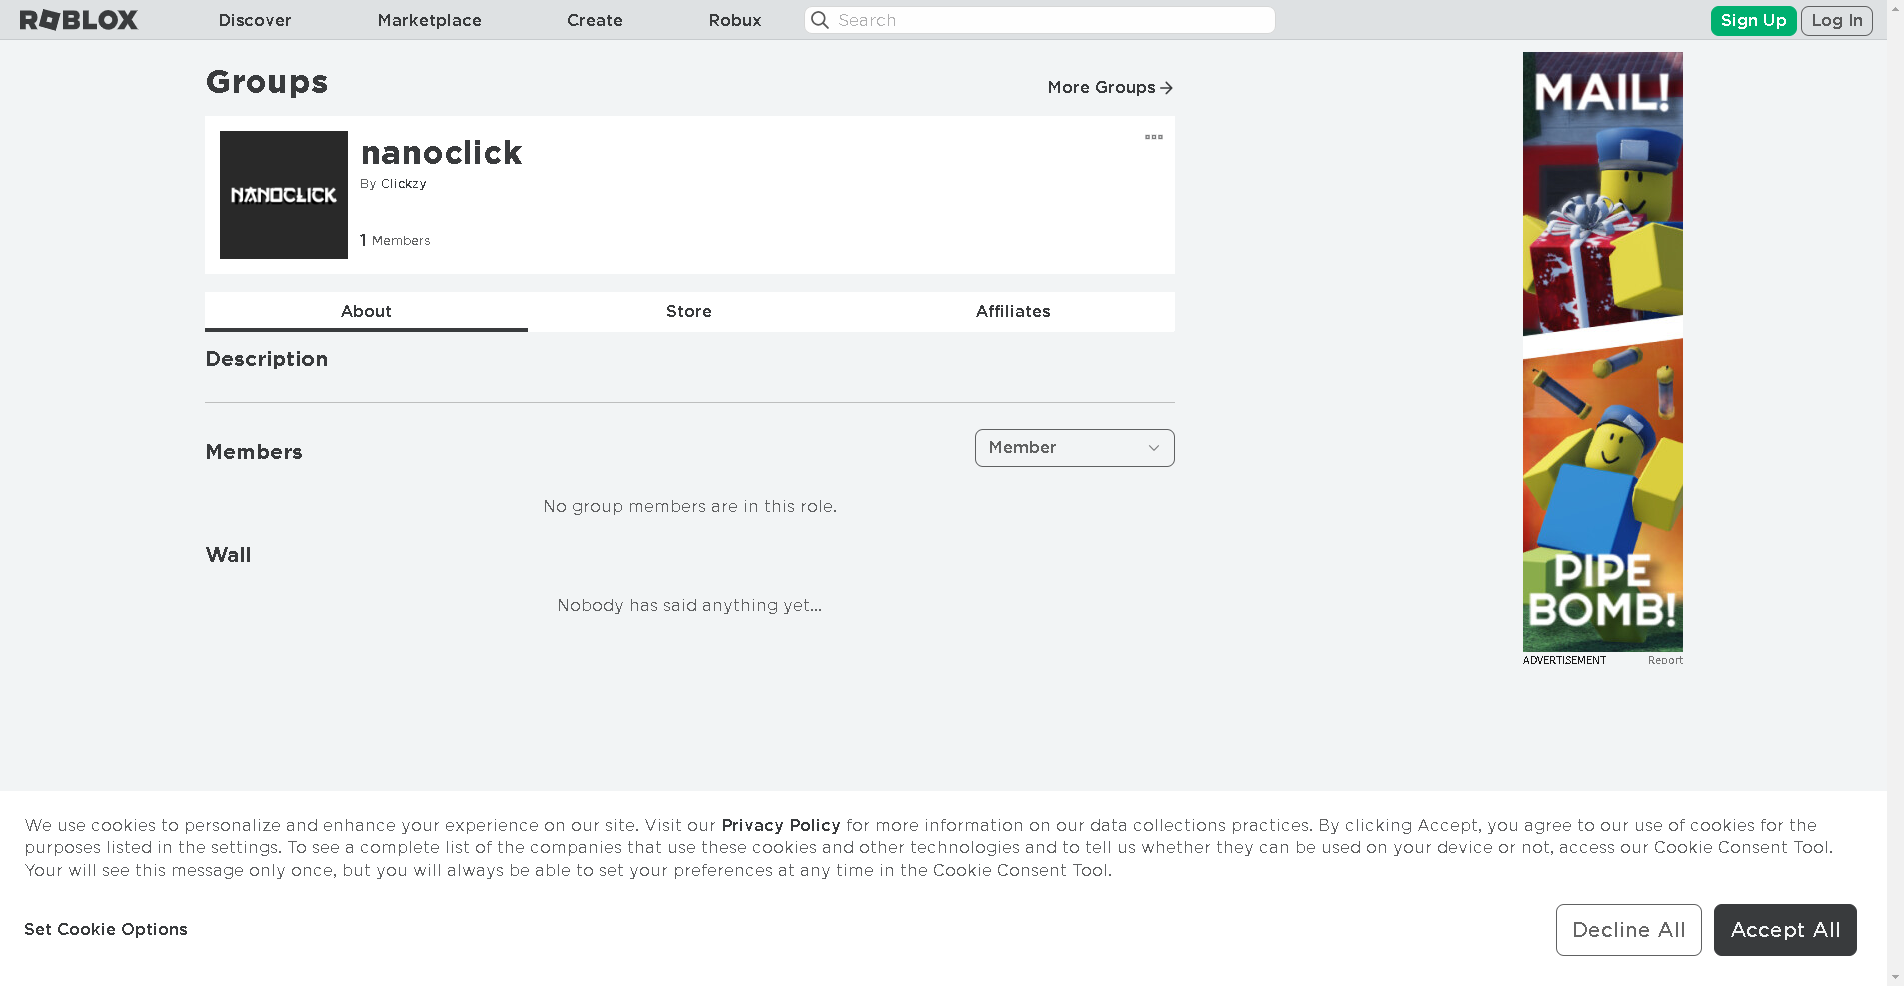 ROBLOX Discover Marketplace Create Robux Search Sign Up Log In
Groups
More Groups
NANOCLICK
nanoclick
By Clickzy
1 Members
About Store Affiliates
Description
Members
Member
No group members are in this role.
Wall
Nobody has said anything yet...
MAIL!
PIPE
BOMB!
ADVERTISEMENT Report
We use cookies to personalize and enhance your experience on our site. Visit our Privacy Policy for more information on our data collections practices. By clicking Accept, you agree to our use of cookies for the
purposes listed in the settings. To see a complete list of the companies that use these cookies and other technologies and to tell us whether they can be used on your device or not, access our Cookie Consent Tool.
Your will see this message only once, but you will always be able to set your preferences at any time in the Cookie Consent Tool.
Set Cookie Options
Decline All
Accept All